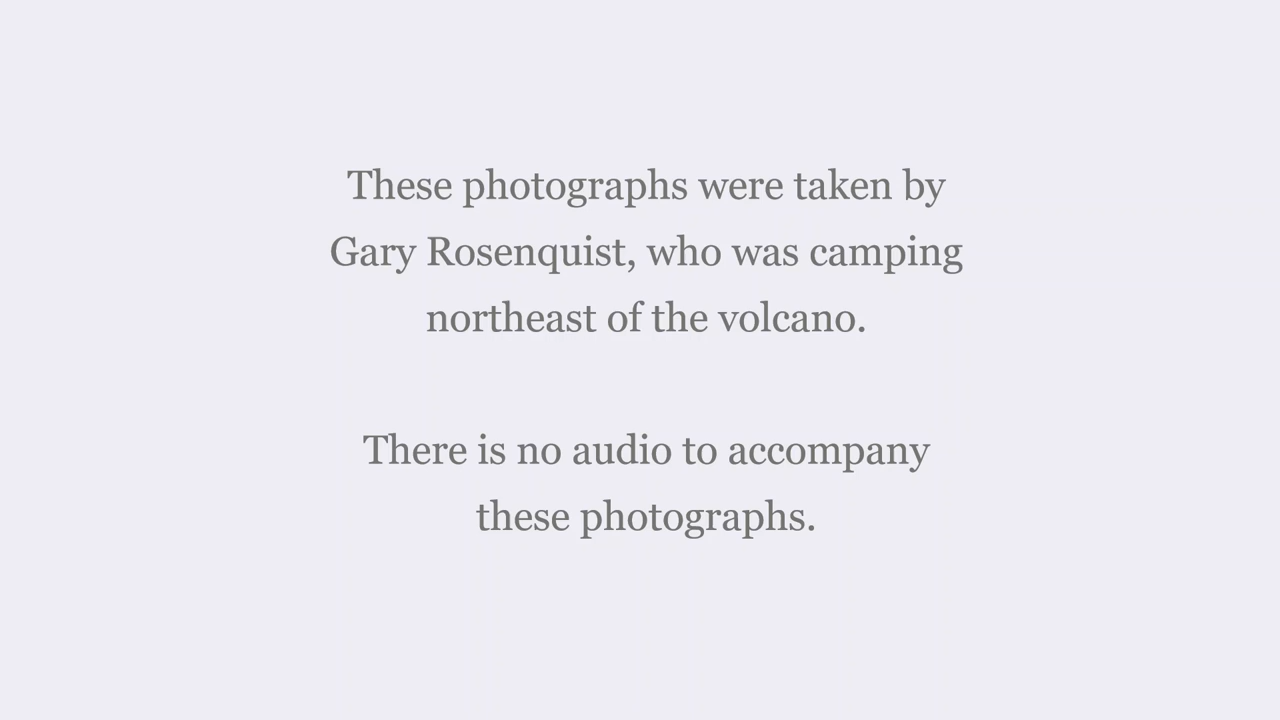 These photographs were taken by
Gary Rosenquist, who was camping
northeast of the volcano.
There is no audio to accompany
these photographs.